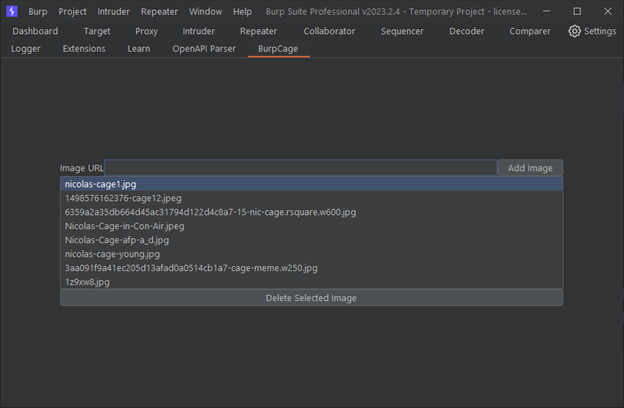 Burp Project Intruder Repeater Window Help Burp Suite Professional v2023.2.4 - Temporary Project - license...
Dashboard Target Proxy Intruder Repeater Collaborator Sequencer Decoder Comparer Settings
Logger Extensions Learn OpenAPI Parser BurpCage
Image URL Add Image
nicolas-cage1.jpg
1498576162376-cage12.jpeg
6359a2a35db664d45ac31794d122d4c8a7-15-nic-cage.rsquare.w600.jpg
Nicolas-Cage-in-Con-Air.jpeg
Nicolas-Cage-afp-a_d.jpg
nicolas-cage-young.jpg
3aa091f9a41ec205d13afad0a0514cb1a7-cage-meme.w250.jpg
1z9xw8.jpg
Delete Selected Image